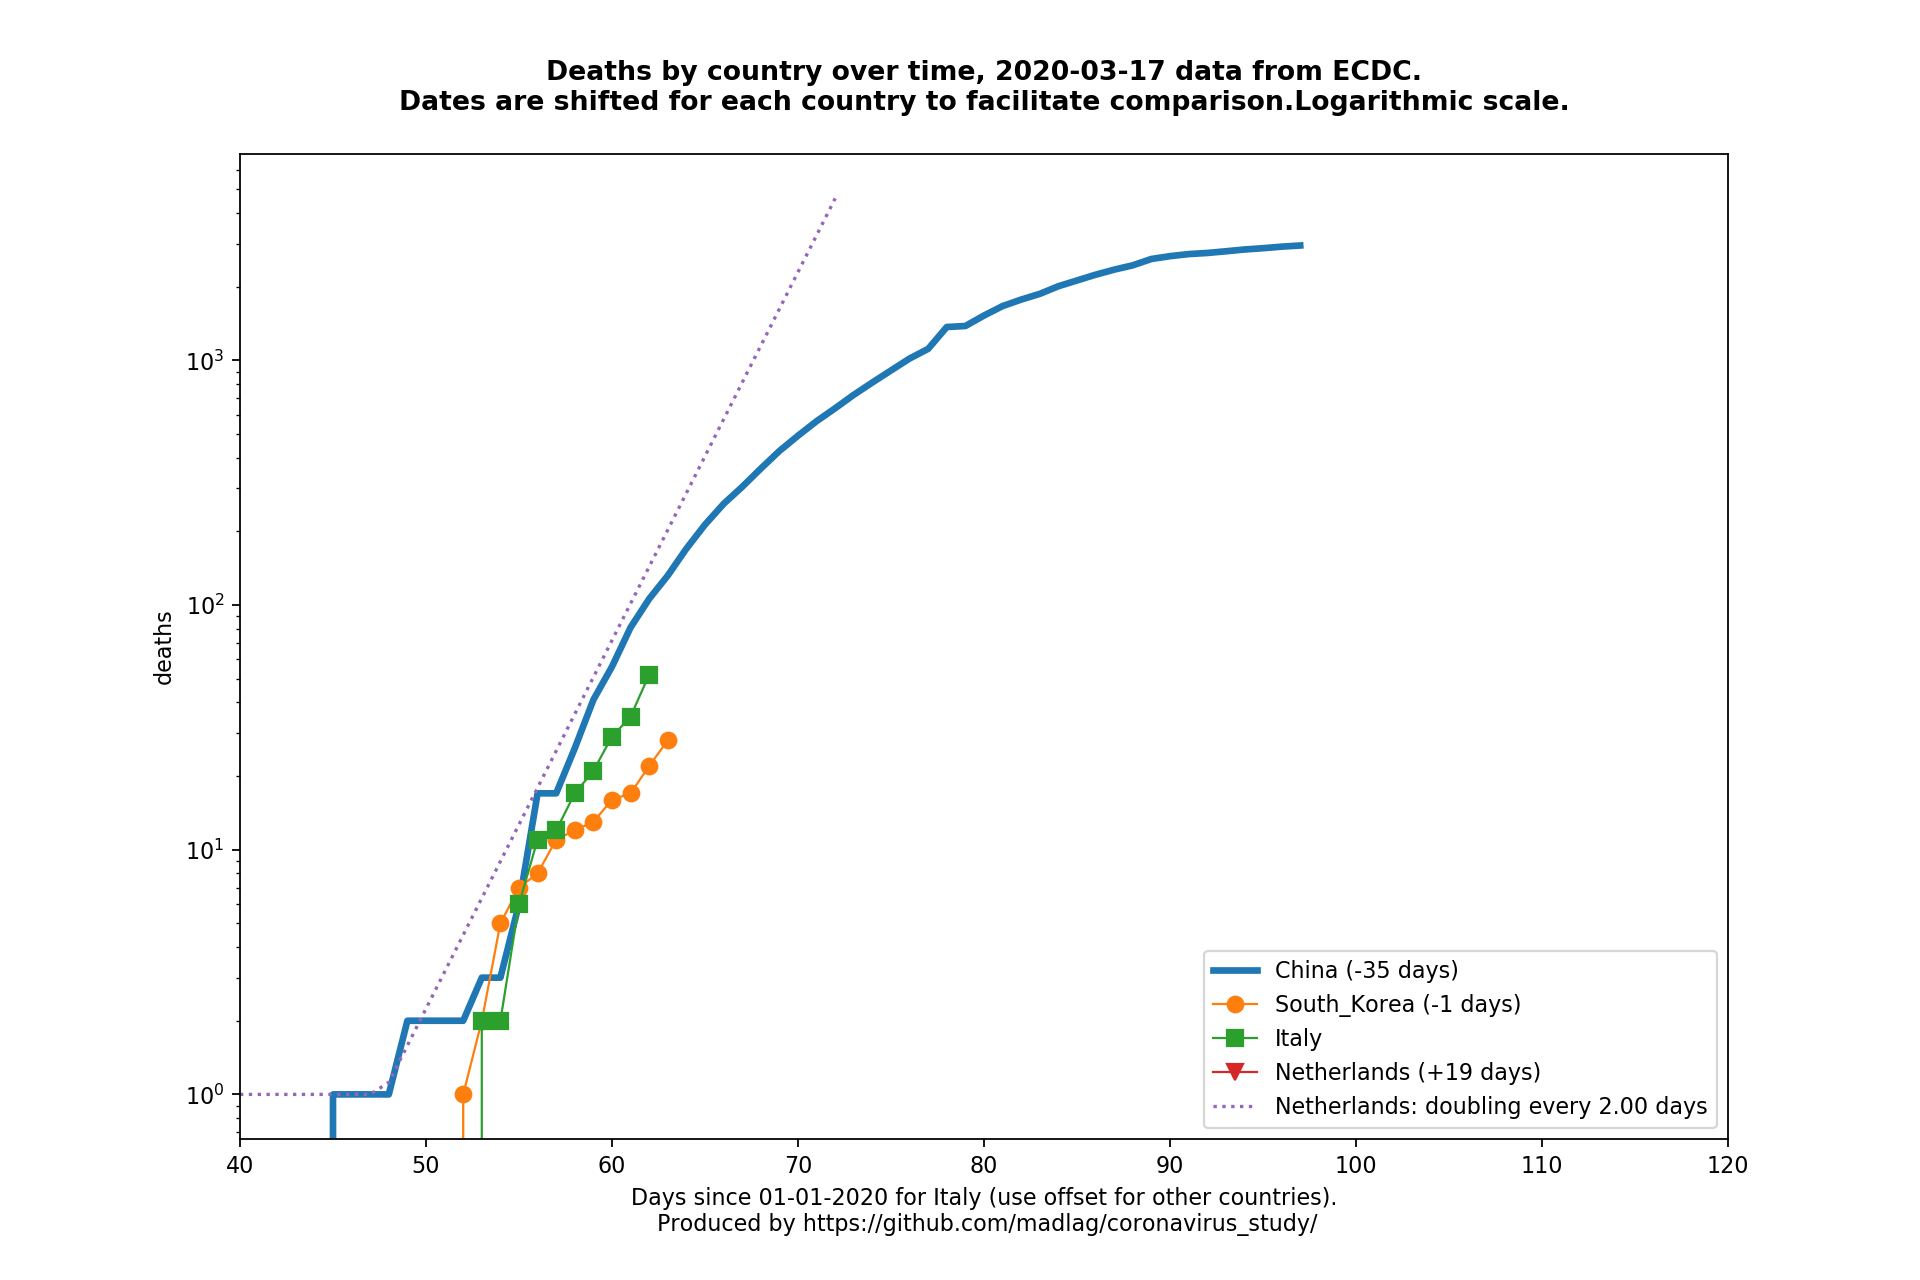 Deaths by country over time, 2020-03-17 data from ECDC.
Dates are shifted for each country to facilitate comparison.Logarithmic scale.
10³
10²
10¹
10⁰
deaths
China (-35 days)
South_Korea (-1 days)
Italy
Netherlands (+19 days)
Netherlands: doubling every 2.00 days
40 50 60 70 80 90 100 110 120
Days since 01-01-2020 for Italy (use offset for other countries).
Produced by https://github.com/madlag/coronavirus_study/